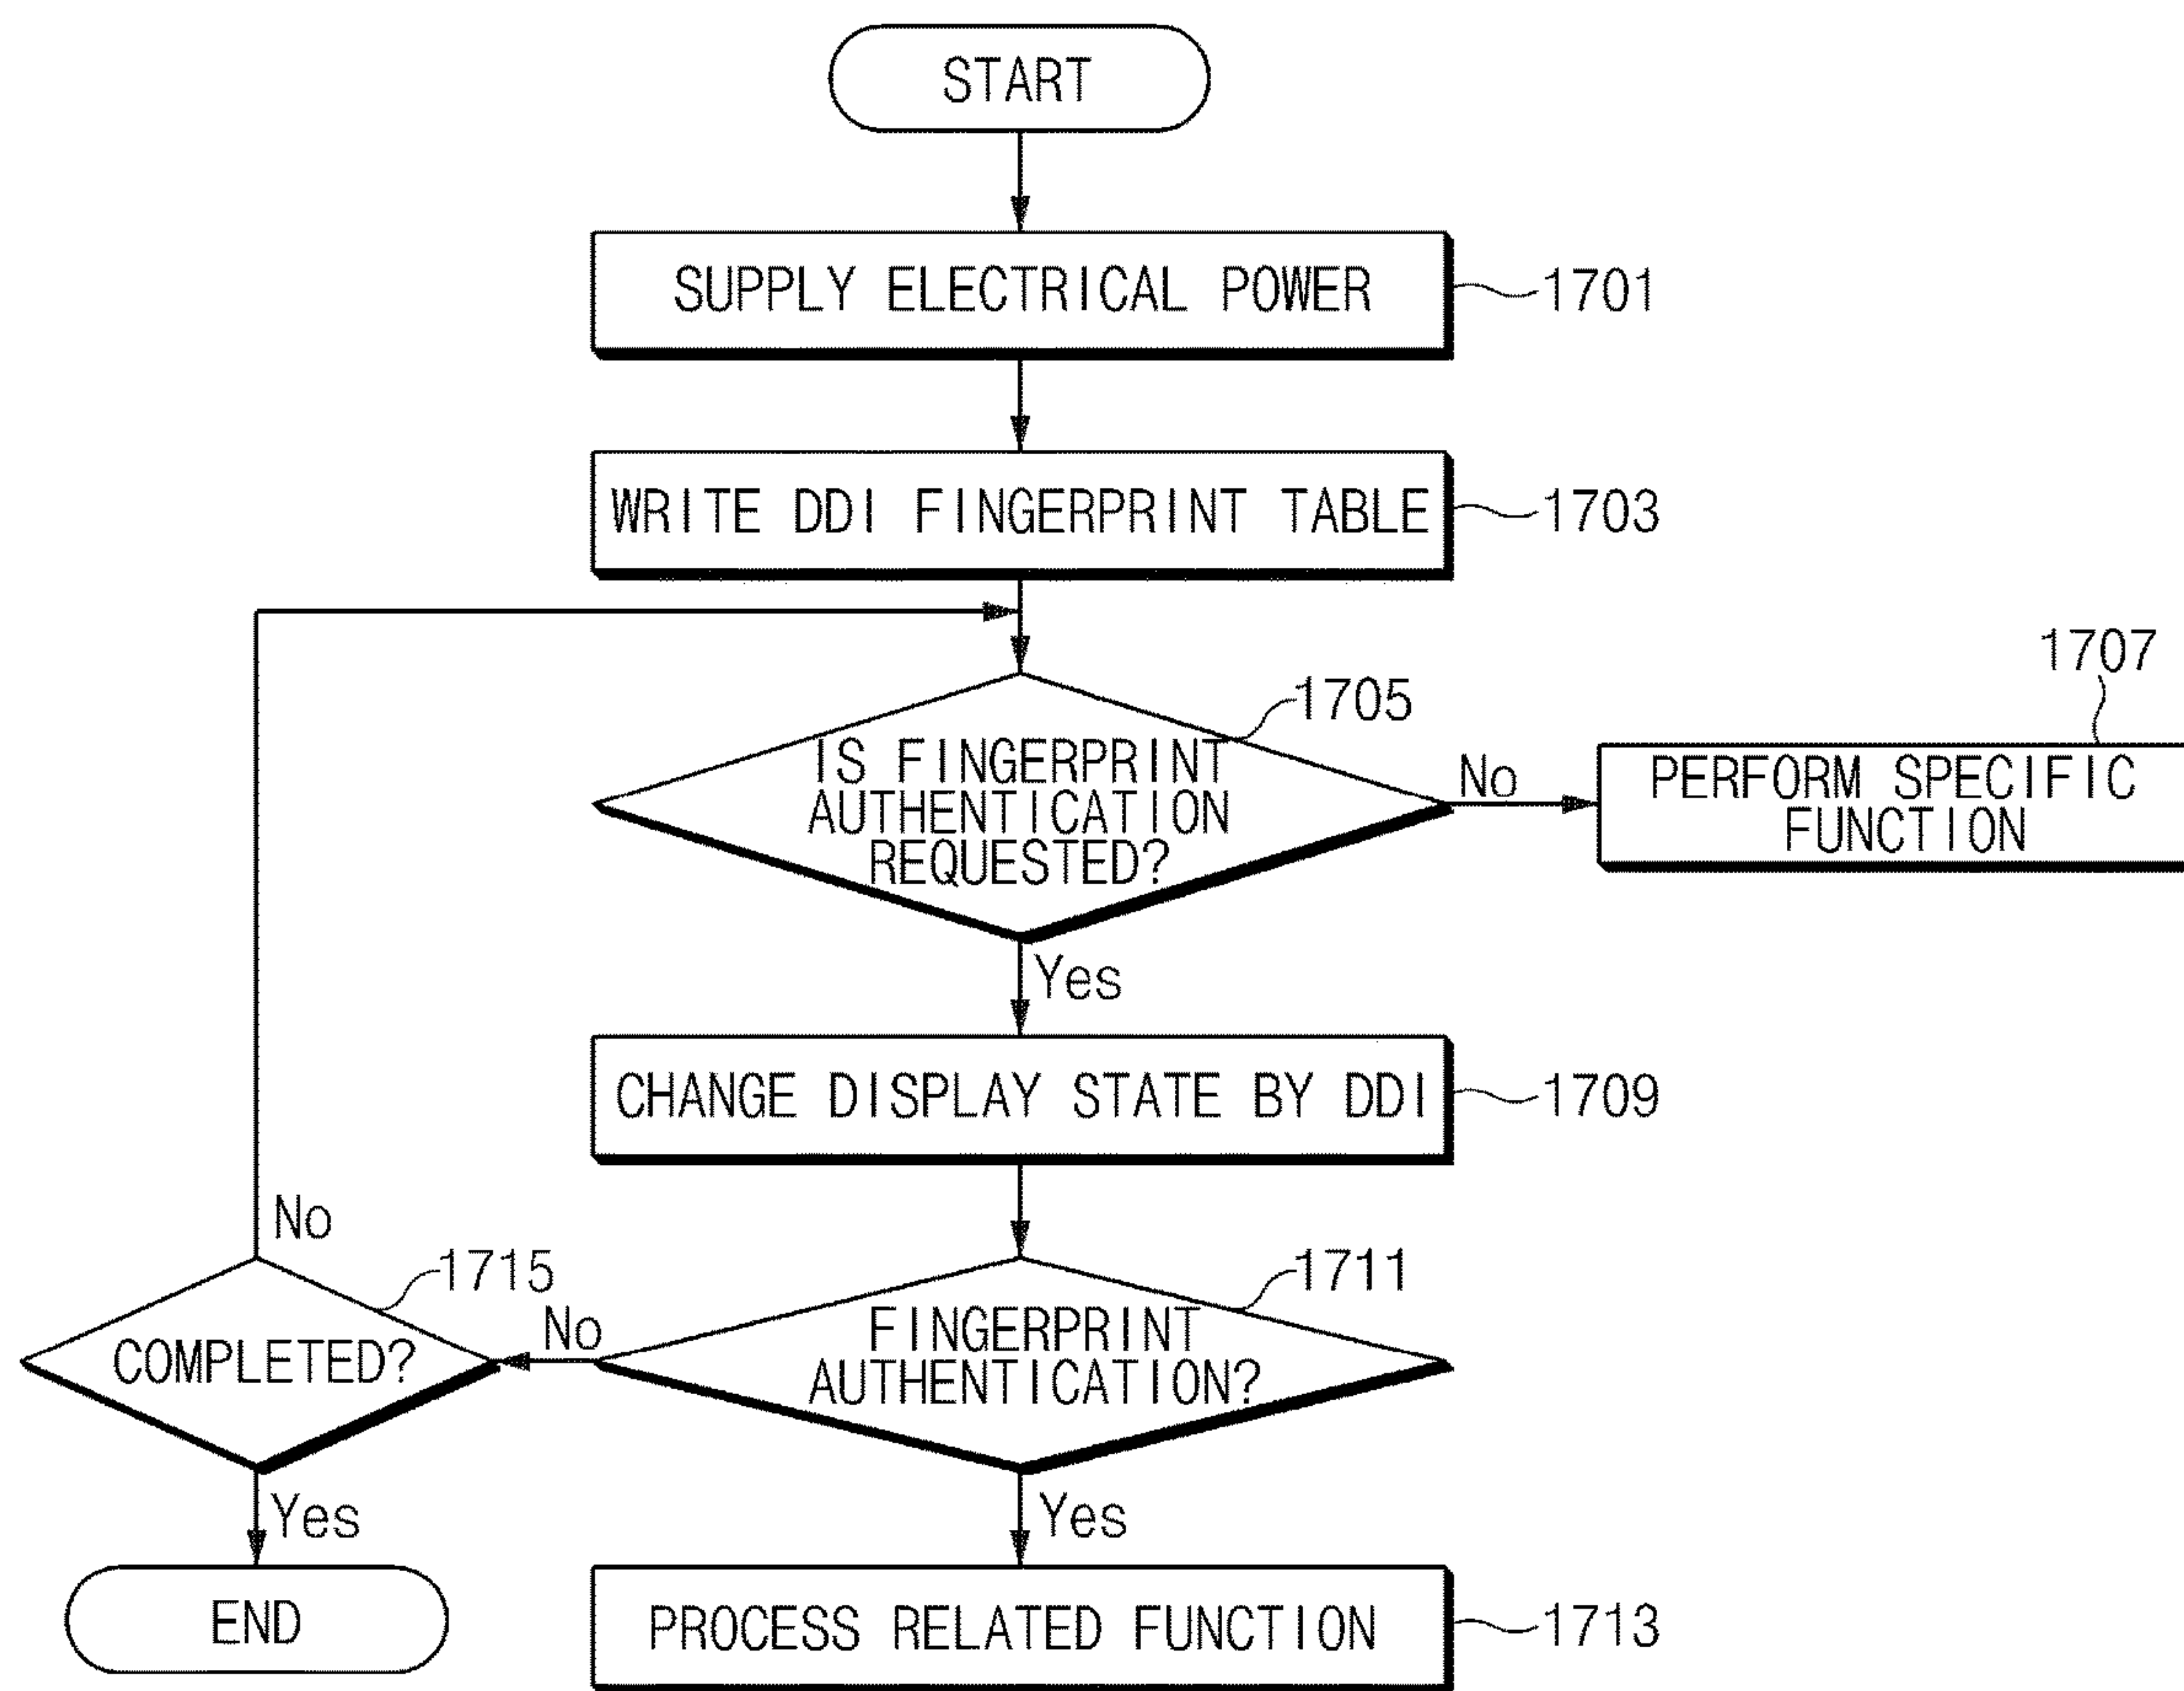 START
SUPPLY ELECTRICAL POWER
1701
WRITE DDI FINGERPRINT TABLE
1703
1705
IS FINGERPRINT
AUTHENTICATION
REQUESTED?
No
1707
PERFORM SPECIFIC
FUNCTION
Yes
CHANGE DISPLAY STATE BY DDI
1709
No
1715
COMPLETED?
No
1711
FINGERPRINT
AUTHENTICATION?
Yes
Yes
END
PROCESS RELATED FUNCTION
1713